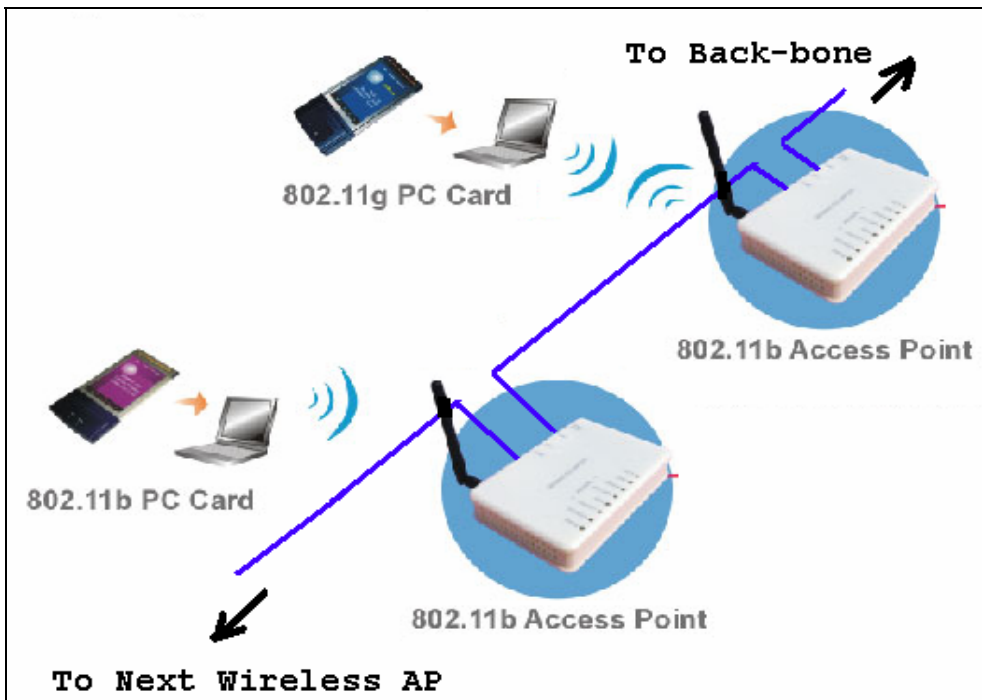 To Back-bone
802.11g PC Card
802.11b Access Point
802.11b PC Card
802.11b Access Point
To Next Wireless AP